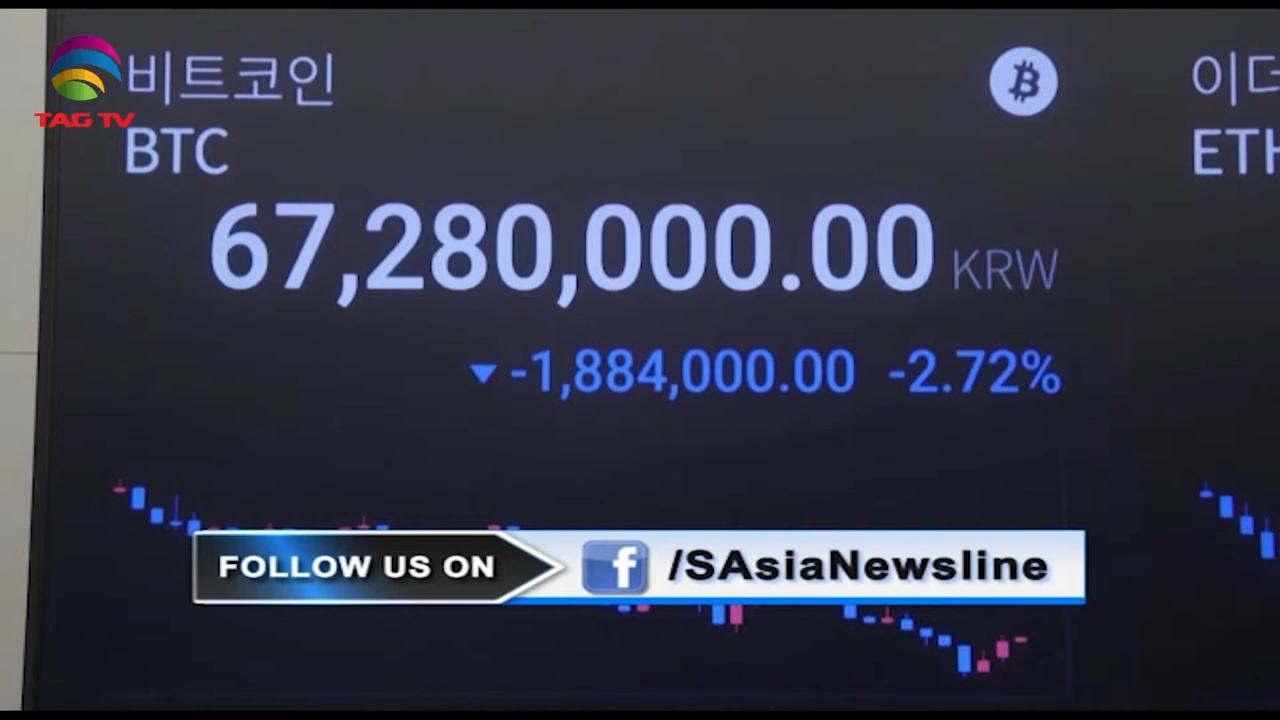 TAG TV
비트코인
BTC
67,280,000.00 KRW
▼ -1,884,000.00 -2.72%
이더
ETH
FOLLOW US ON
/SAsiaNewsline